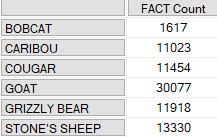 FACT Count
BOBCAT 1617
CARIBOU 11023
COUGAR 11454
GOAT 30077
GRIZZLY BEAR 11918
STONE'S SHEEP 13330